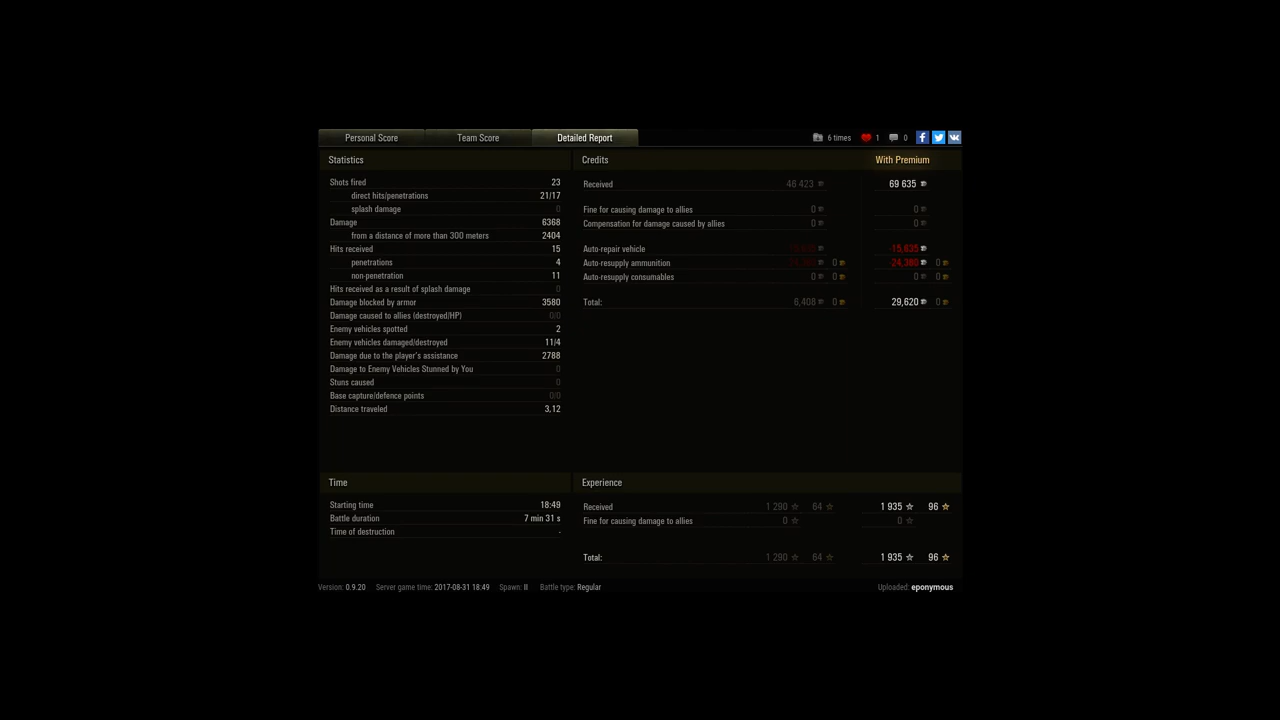 Personal Score Team Score Detailed Report 6 times 1 0
Statistics
Shots fired 23
direct hits/penetrations 21/17
splash damage 0
Damage 6368
from a distance of more than 300 meters 2404
Hits received 15
penetrations 4
non-penetration 11
Hits received as a result of splash damage 0
Damage blocked by armor 3580
Damage caused to allies (destroyed/HP) 0/0
Enemy vehicles spotted 2
Enemy vehicles damaged/destroyed 11/4
Damage due to the player's assistance 2788
Damage to Enemy Vehicles Stunned by You 0
Stuns caused 0
Base capture/defence points 0/0
Distance traveled 3,12
Credits With Premium
Received 46 423 69 635
Fine for causing damage to allies 0 0
Compensation for damage caused by allies 0 0
Auto-repair vehicle -15,635
Auto-resupply ammunition 0 -24,380 0
Auto-resupply consumables 0 0 0 0
Total: 6,408 0 29,620 0
Time
Starting time 18:49
Battle duration 7 min 31 s
Time of destruction -
Experience
Received 1 290 64 1 935 96
Fine for causing damage to allies 0 0
Total: 1 290 64 1 935 96
Version: 0.9.20 Server game time: 2017-08-31 18:49 Spawn: II Battle type: Regular Uploaded: eponymous